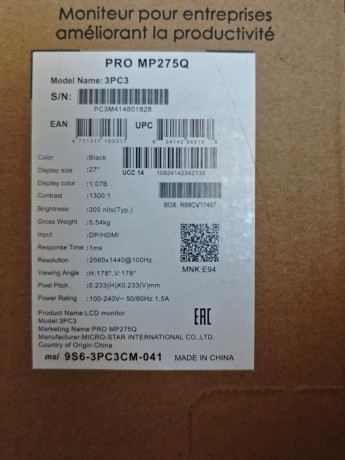 Moniteur pour entreprises
améliorant la productivité
PRO MP275Q
Model Name: 3PC3
S/N:
PC3M414801828
EAN UPC
UCC 14 10824142342135
Color :Black
Display size :27"
Display color :1.07B
Contrast :1300:1
Brightness :300 nits(Typ.)
BOX: R88CV17497
Gross Weight :5.54kg
Input :DP/HDMI
Response Time :1ms
Resolution :2560x1440@100Hz
Viewing Angle :H:178°, V:178°
Pixel Pitch :0.233(H)X0.233(V)mm
Power Rating :100-240V~ 50/60Hz 1.5A
MNK:E94
Product Name:LCD monitor
Model:3PC3
Marketing Name:PRO MP275Q
Manufacturer:MICRO-STAR INTERNATIONAL CO.,LTD.
Country of Origin:China
EAC
msi 9S6-3PC3CM-041 MADE IN CHINA